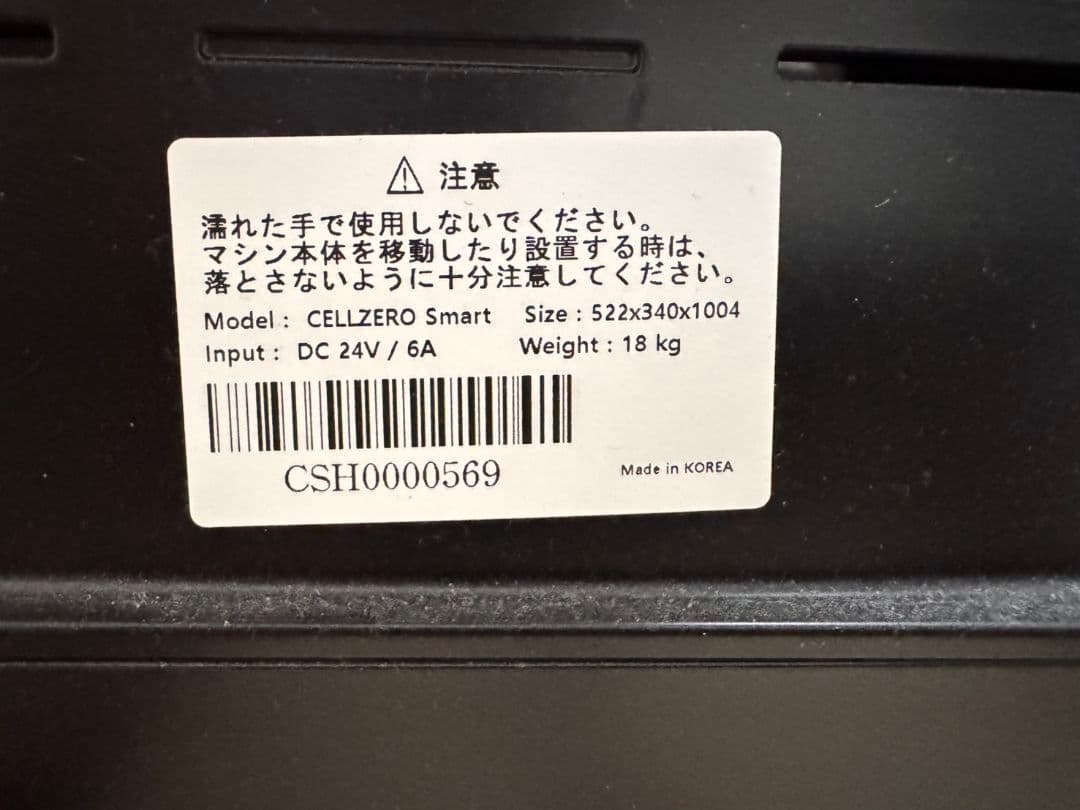 ⚠ 注意
濡れた手で使用しないでください。
マシン本体を移動したり設置する時は、
落とさないように十分注意してください。
Model : CELLZERO Smart Size : 522x340x1004
Input : DC 24V / 6A Weight : 18 kg
CSH0000569
Made in KOREA